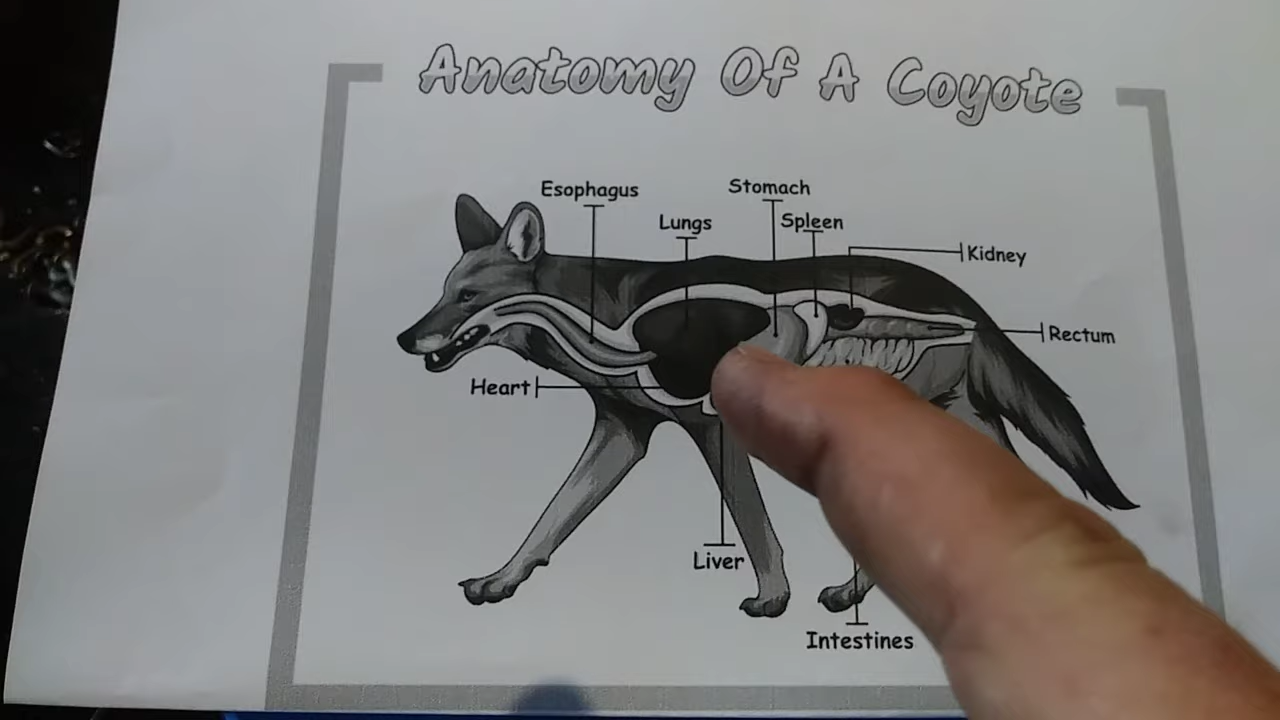 Anatomy Of A Coyote
Esophagus
Stomach
Lungs
Spleen
Kidney
Rectum
Heart
Liver
Intestines